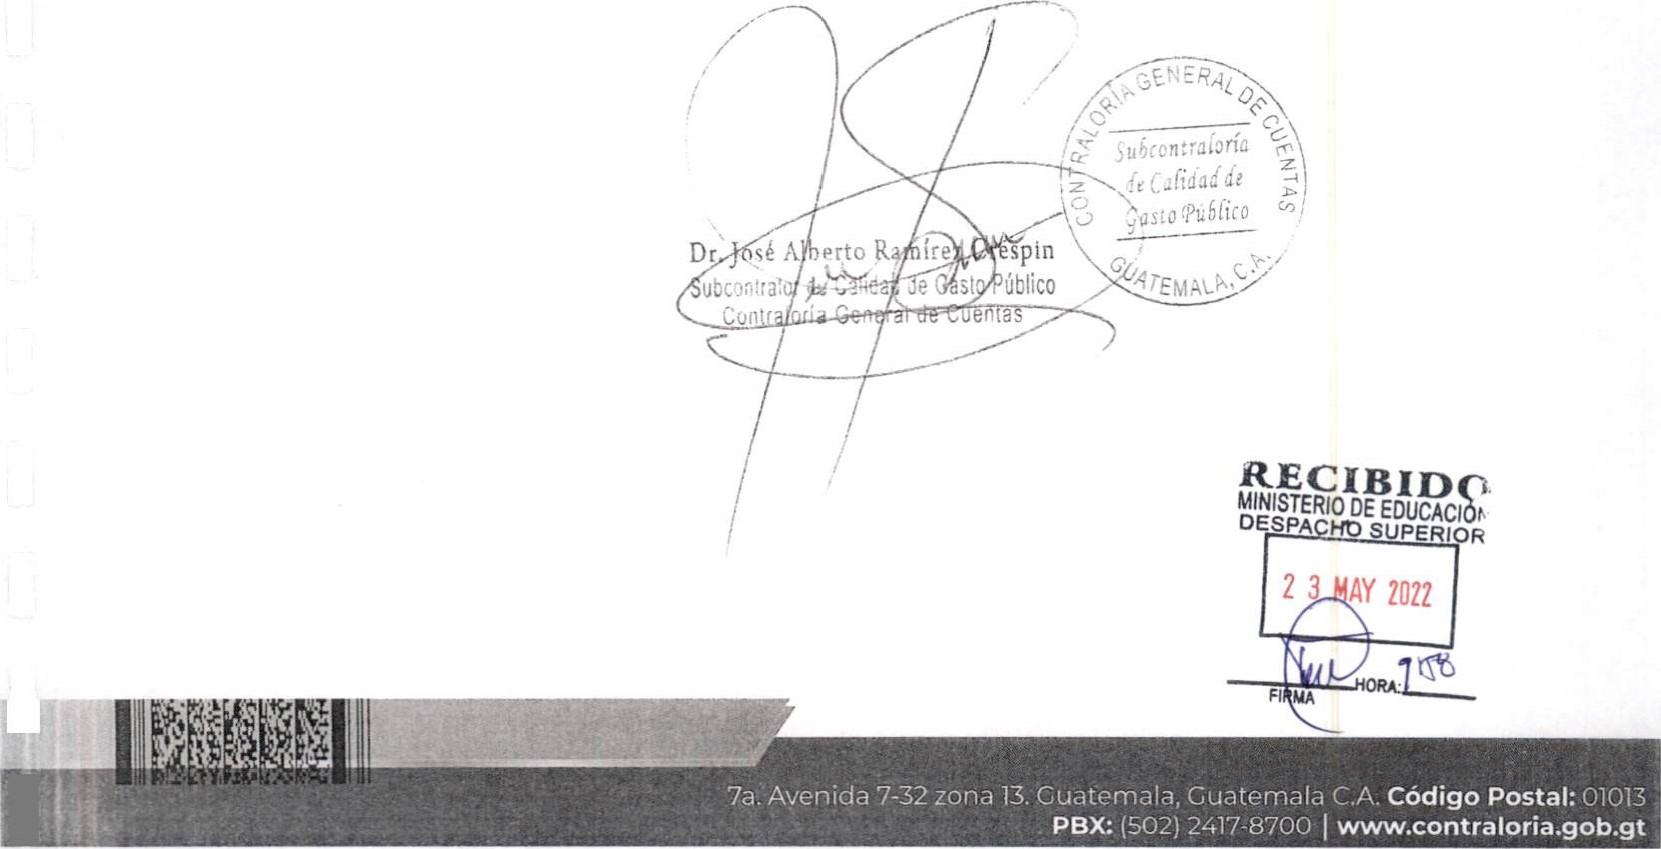 CONTRALORÍA GENERAL DE CUENTAS
Subcontraloría
de Calidad de
Gasto Público
GUATEMALA, C.A.
Dr. José Alberto Ramírez Crespin
Subcontralor de Calidad de Gasto Público
Contraloría General de Cuentas
RECIBIDO
MINISTERIO DE EDUCACIÓN
DESPACHO SUPERIOR
23 MAY 2022
FIRMA HORA:
7a. Avenida 7-32 zona 13. Guatemala, Guatemala C.A. Código Postal: 01013
PBX: (502) 2417-8700 | www.contraloria.gob.gt